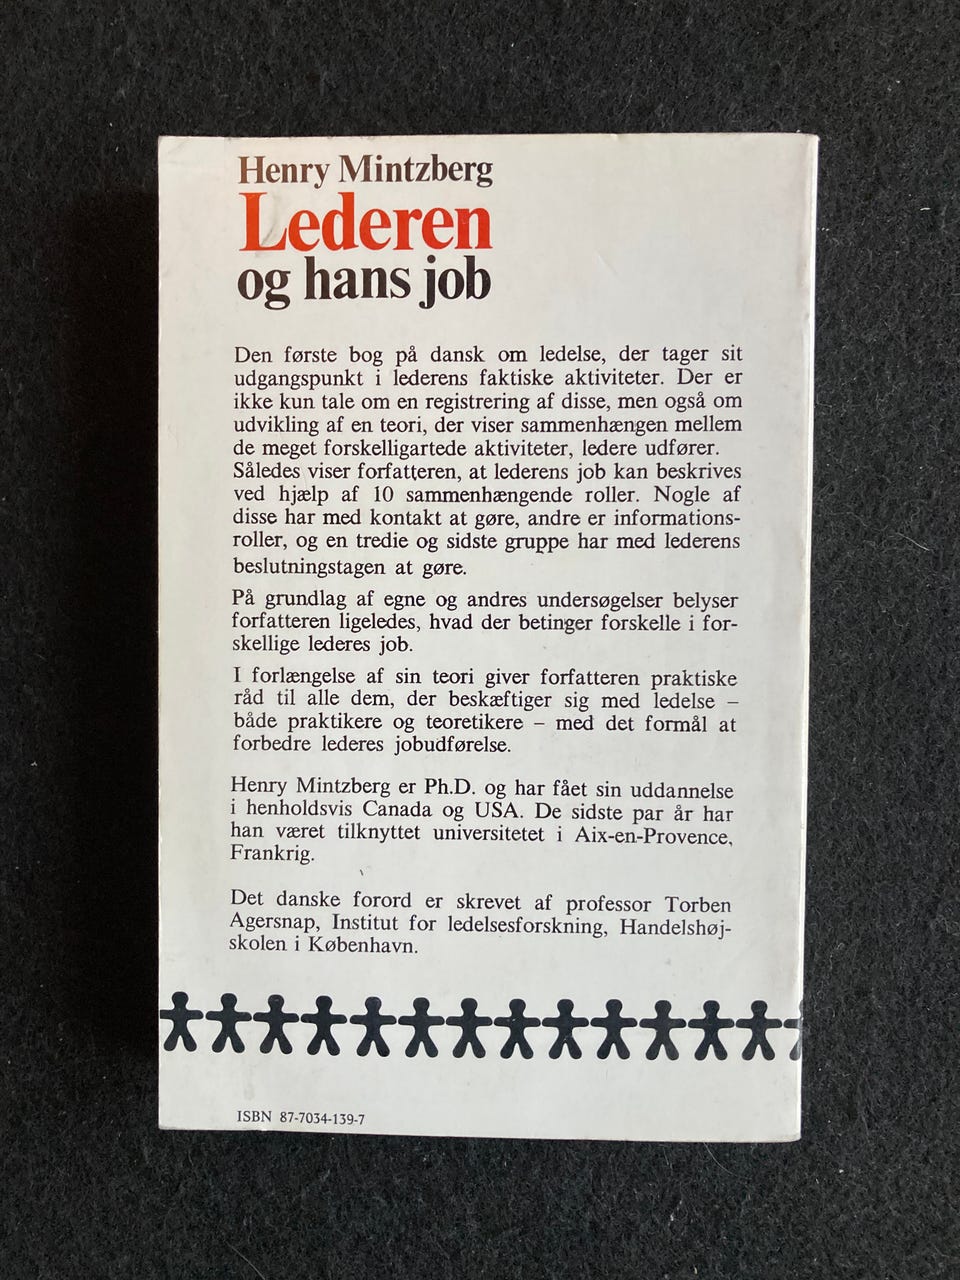 Henry Mintzberg
Lederen
og hans job
Den første bog på dansk om ledelse, der tager sit
udgangspunkt i lederens faktiske aktiviteter. Der er
ikke kun tale om en registrering af disse, men også om
udvikling af en teori, der viser sammenhængen mellem
de meget forskelligartede aktiviteter, ledere udfører.
Således viser forfatteren, at lederens job kan beskrives
ved hjælp af 10 sammenhængende roller. Nogle af
disse har med kontakt at gøre, andre er informations-
roller, og en tredie og sidste gruppe har med lederens
beslutningstagen at gøre.
På grundlag af egne og andres undersøgelser belyser
forfatteren ligeledes, hvad der betinger forskelle i for-
skellige lederes job.
I forlængelse af sin teori giver forfatteren praktiske
råd til alle dem, der beskæftiger sig med ledelse –
både praktikere og teoretikere – med det formål at
forbedre lederes jobudførelse.
Henry Mintzberg er Ph.D. og har fået sin uddannelse
i henholdsvis Canada og USA. De sidste par år har
han været tilknyttet universitetet i Aix-en-Provence,
Frankrig.
Det danske forord er skrevet af professor Torben
Agersnap, Institut for ledelsesforskning, Handelshøj-
skolen i København.
ISBN 87-7034-139-7